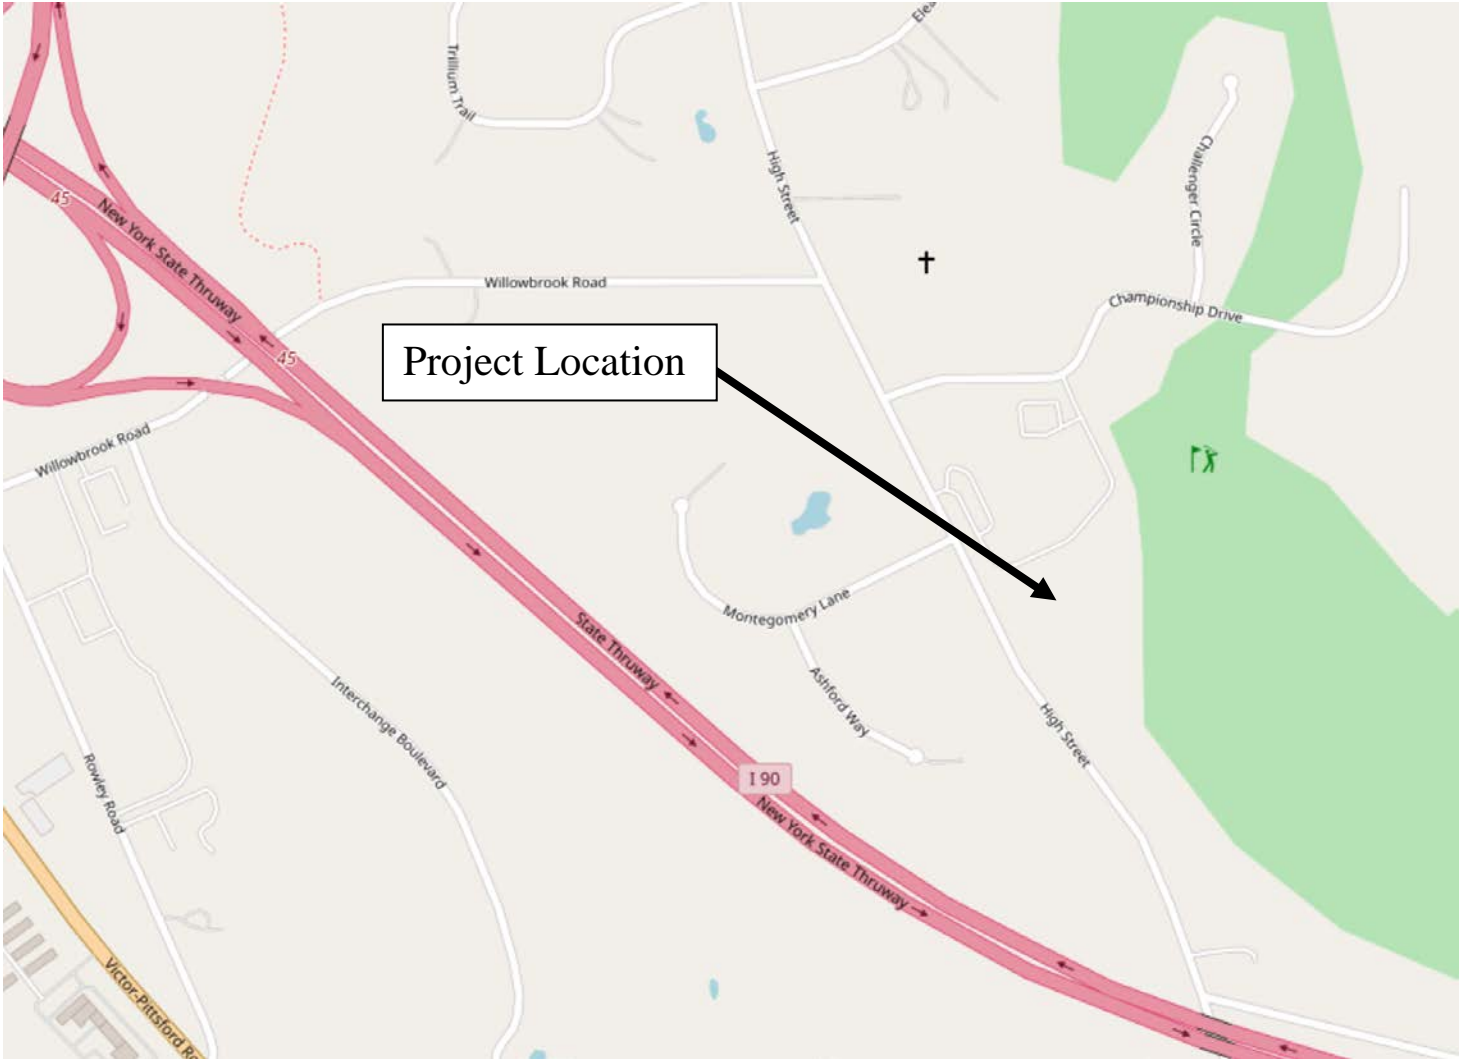 Elea
Trillium Trail
High Street
Challenger Circle
45
New York State Thruway
Willowbrook Road
Championship Drive
45
Project Location
Willowbrook Road
Montegomery Lane
State Thruway
Ashford Way
Interchange Boulevard
High Street
Rowley Road
I 90
New York State Thruway
Victor-Pittsford Ro